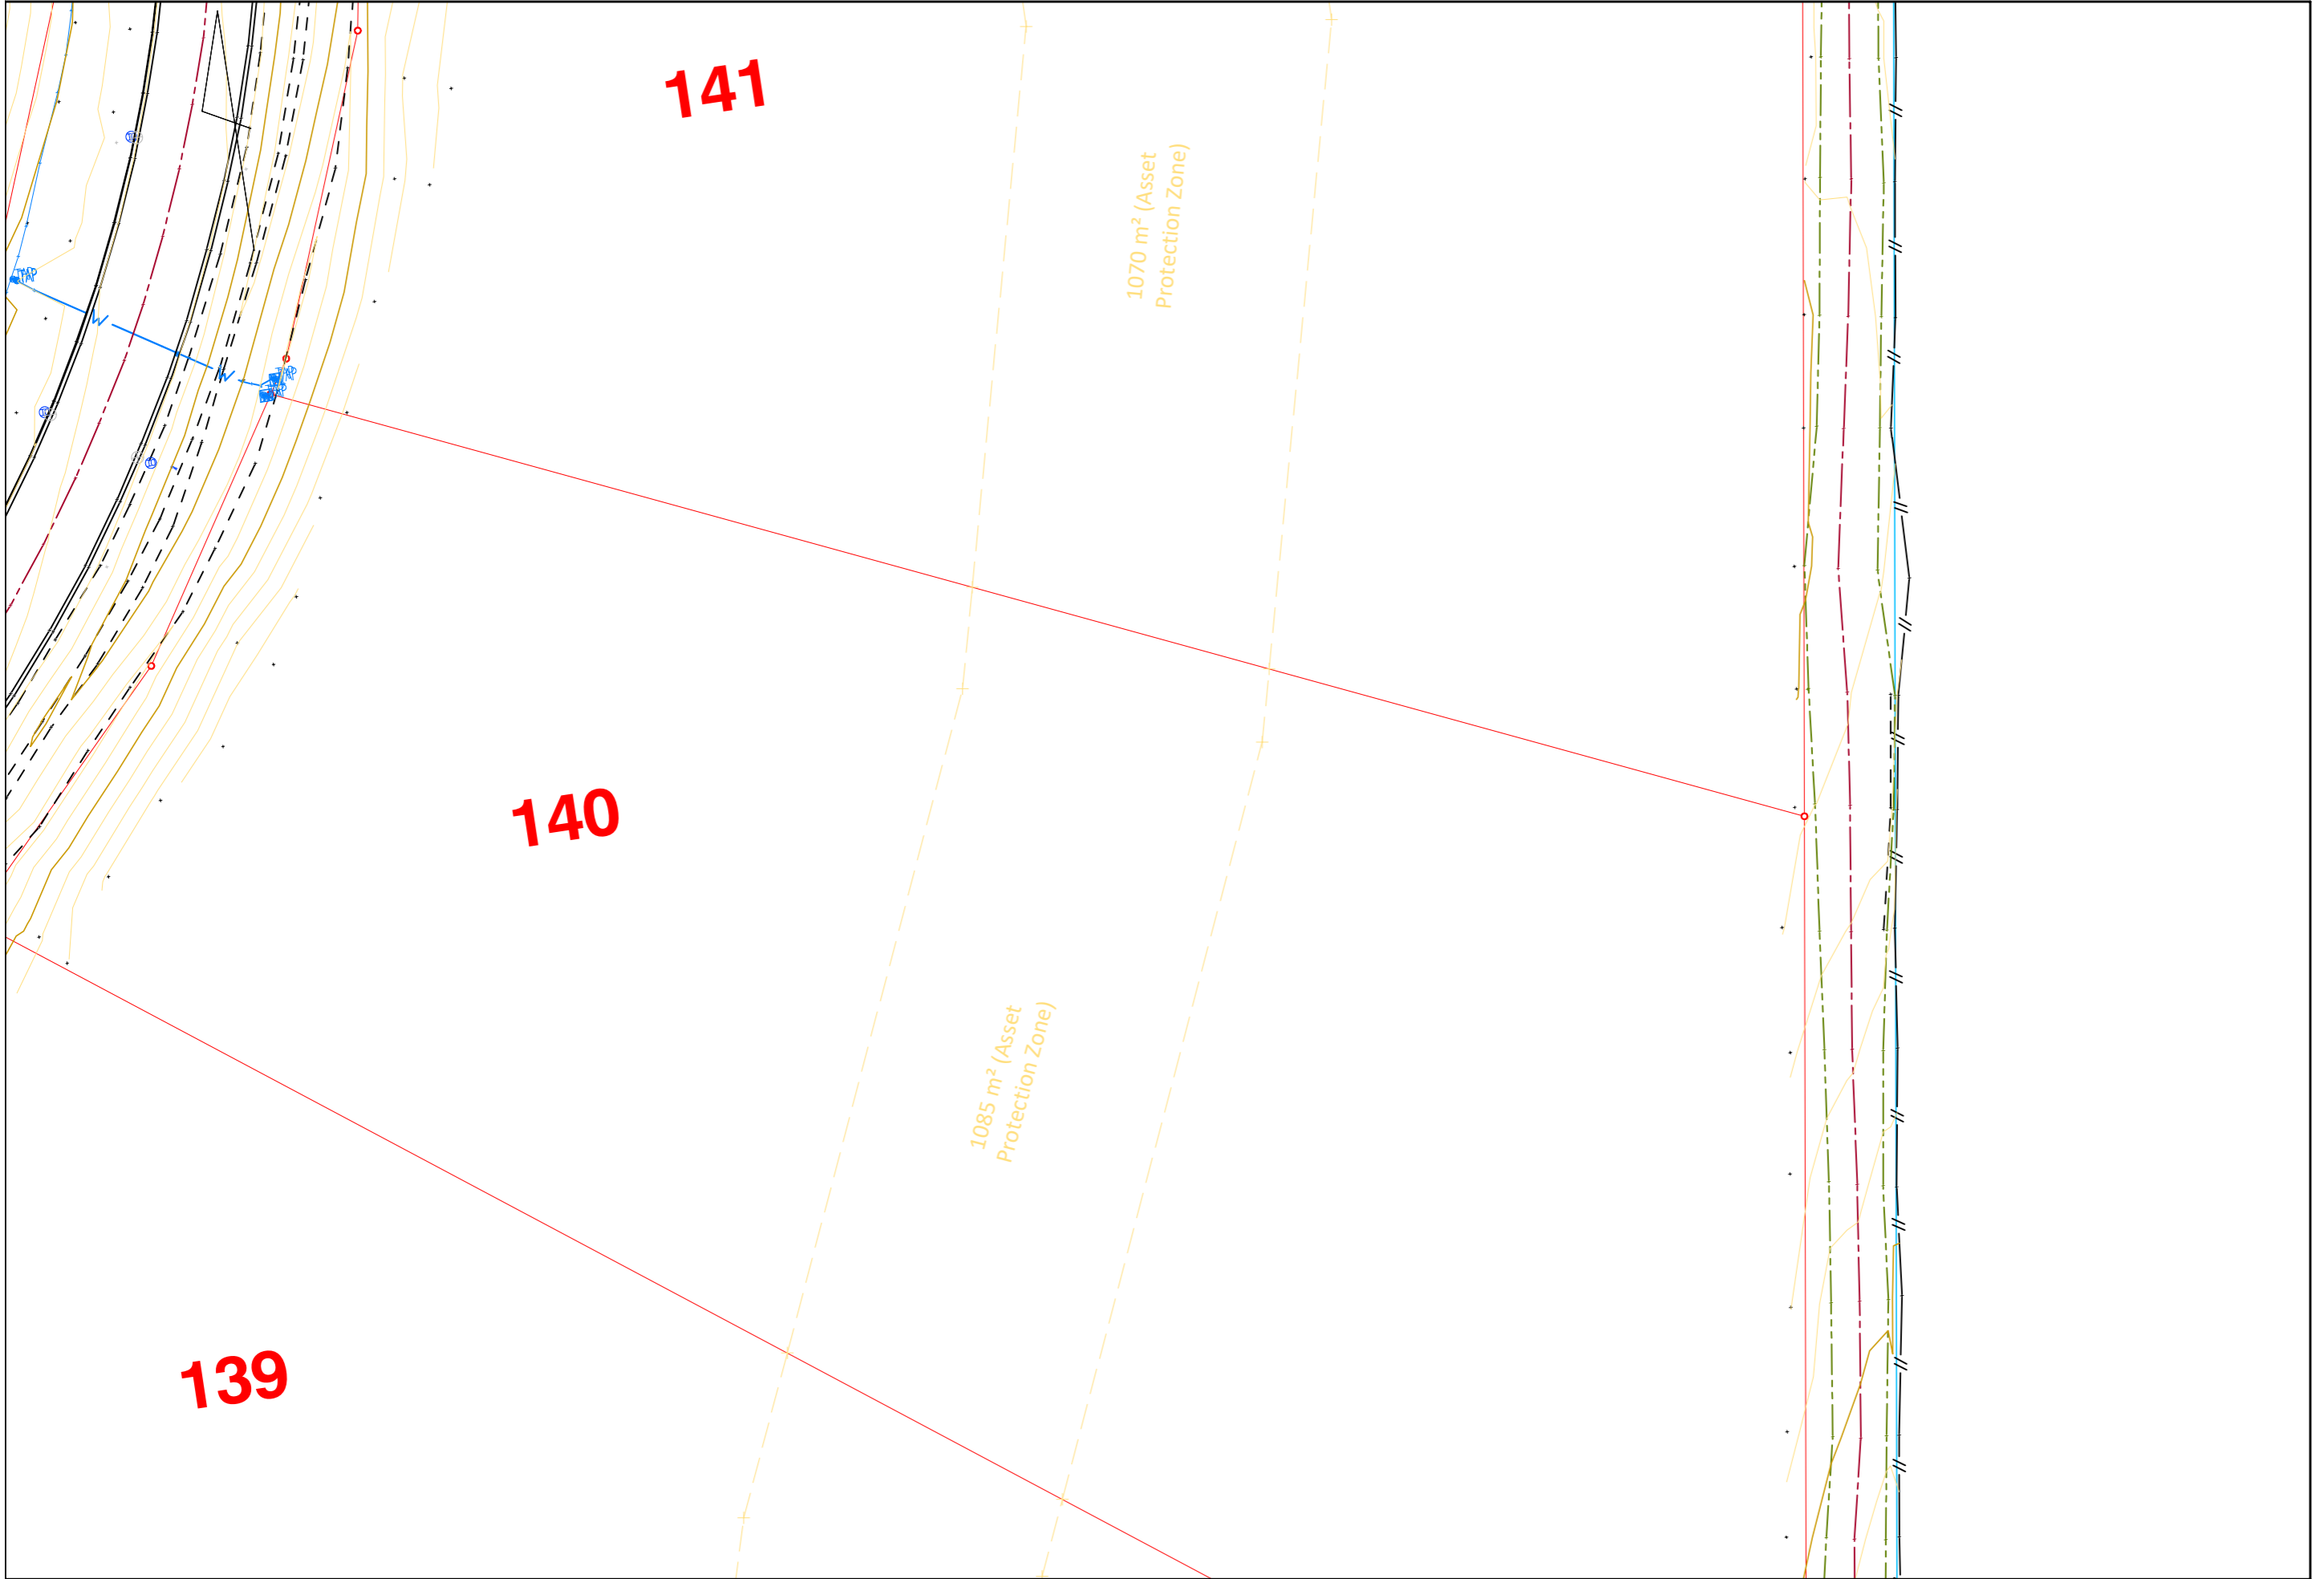 141
1070 m² (Asset
Protection Zone)
W
W
140
1085 m² (Asset
Protection Zone)
139